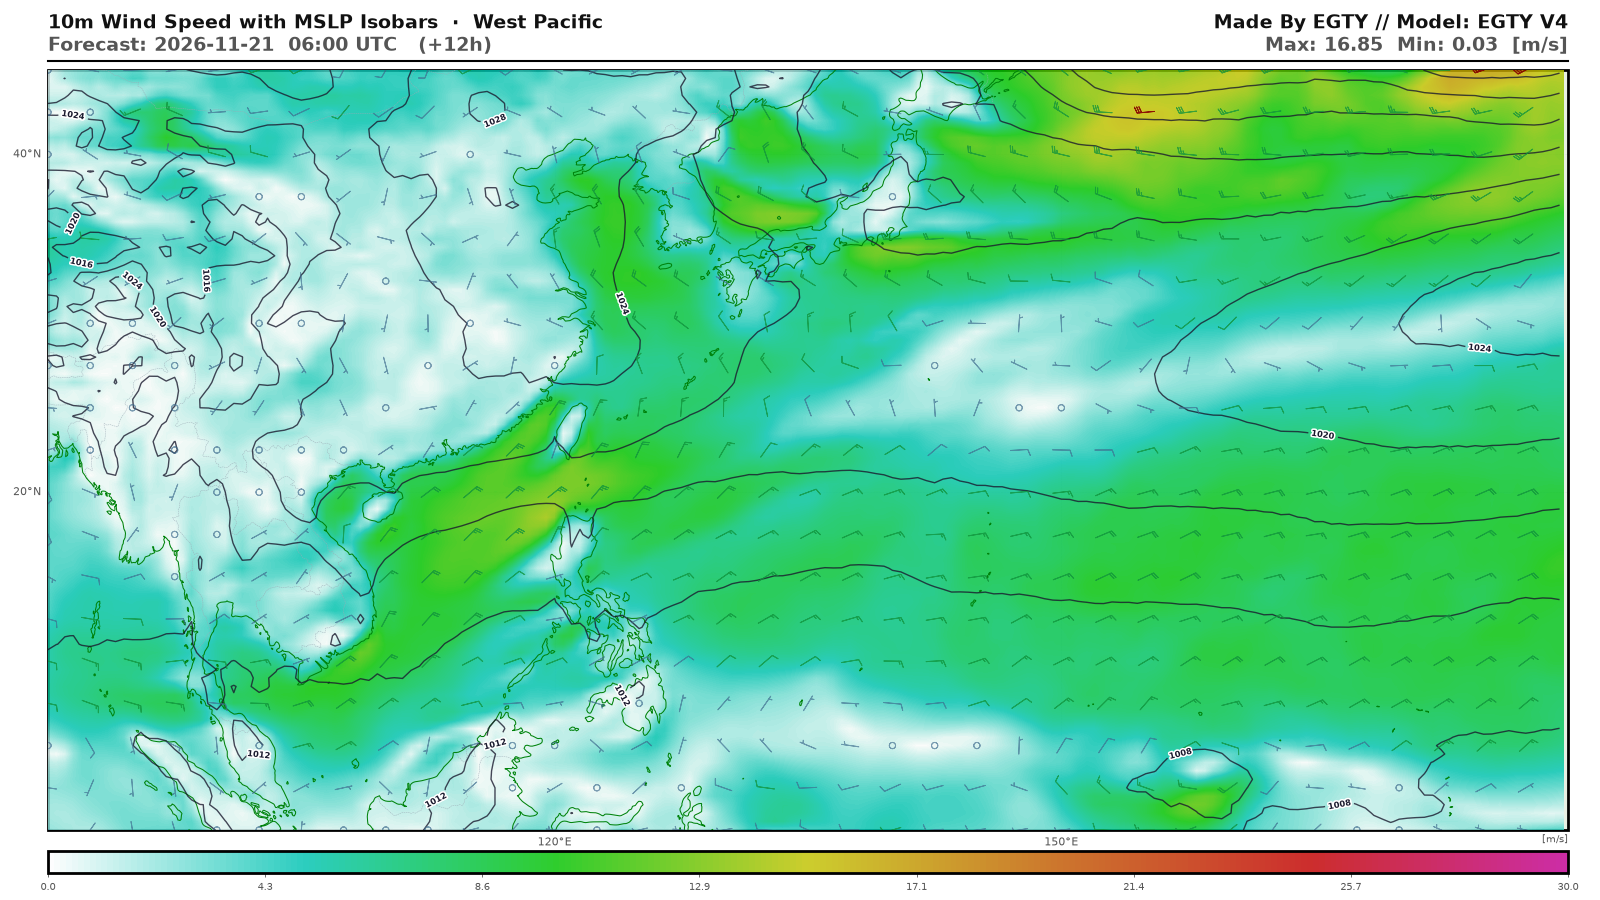 10m Wind Speed with MSLP Isobars · West Pacific
Made By EGTY // Model: EGTY V4
Forecast: 2026-11-21 06:00 UTC (+12h)
Max: 16.85 Min: 0.03 [m/s]
1024
1028
40°N
1020
1016
1024
1016
1020
1024
1024
1020
20°N
1012
1012
1012
1008
1012
1008
120°E
150°E
[m/s]
0.0
4.3
8.6
12.9
17.1
21.4
25.7
30.0